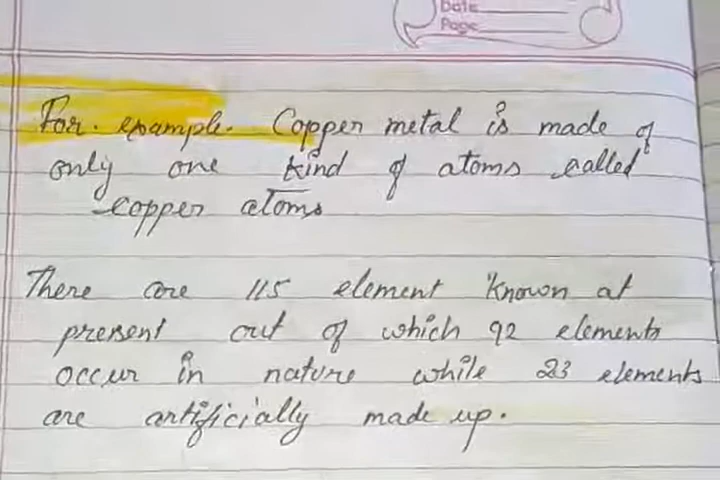 Date
Page
For. example. Copper metal is made of
only one kind of atoms called
copper atoms
There are 115 element known at
present out of which 92 elements
occur in nature while 23 elements
are artificially made up.